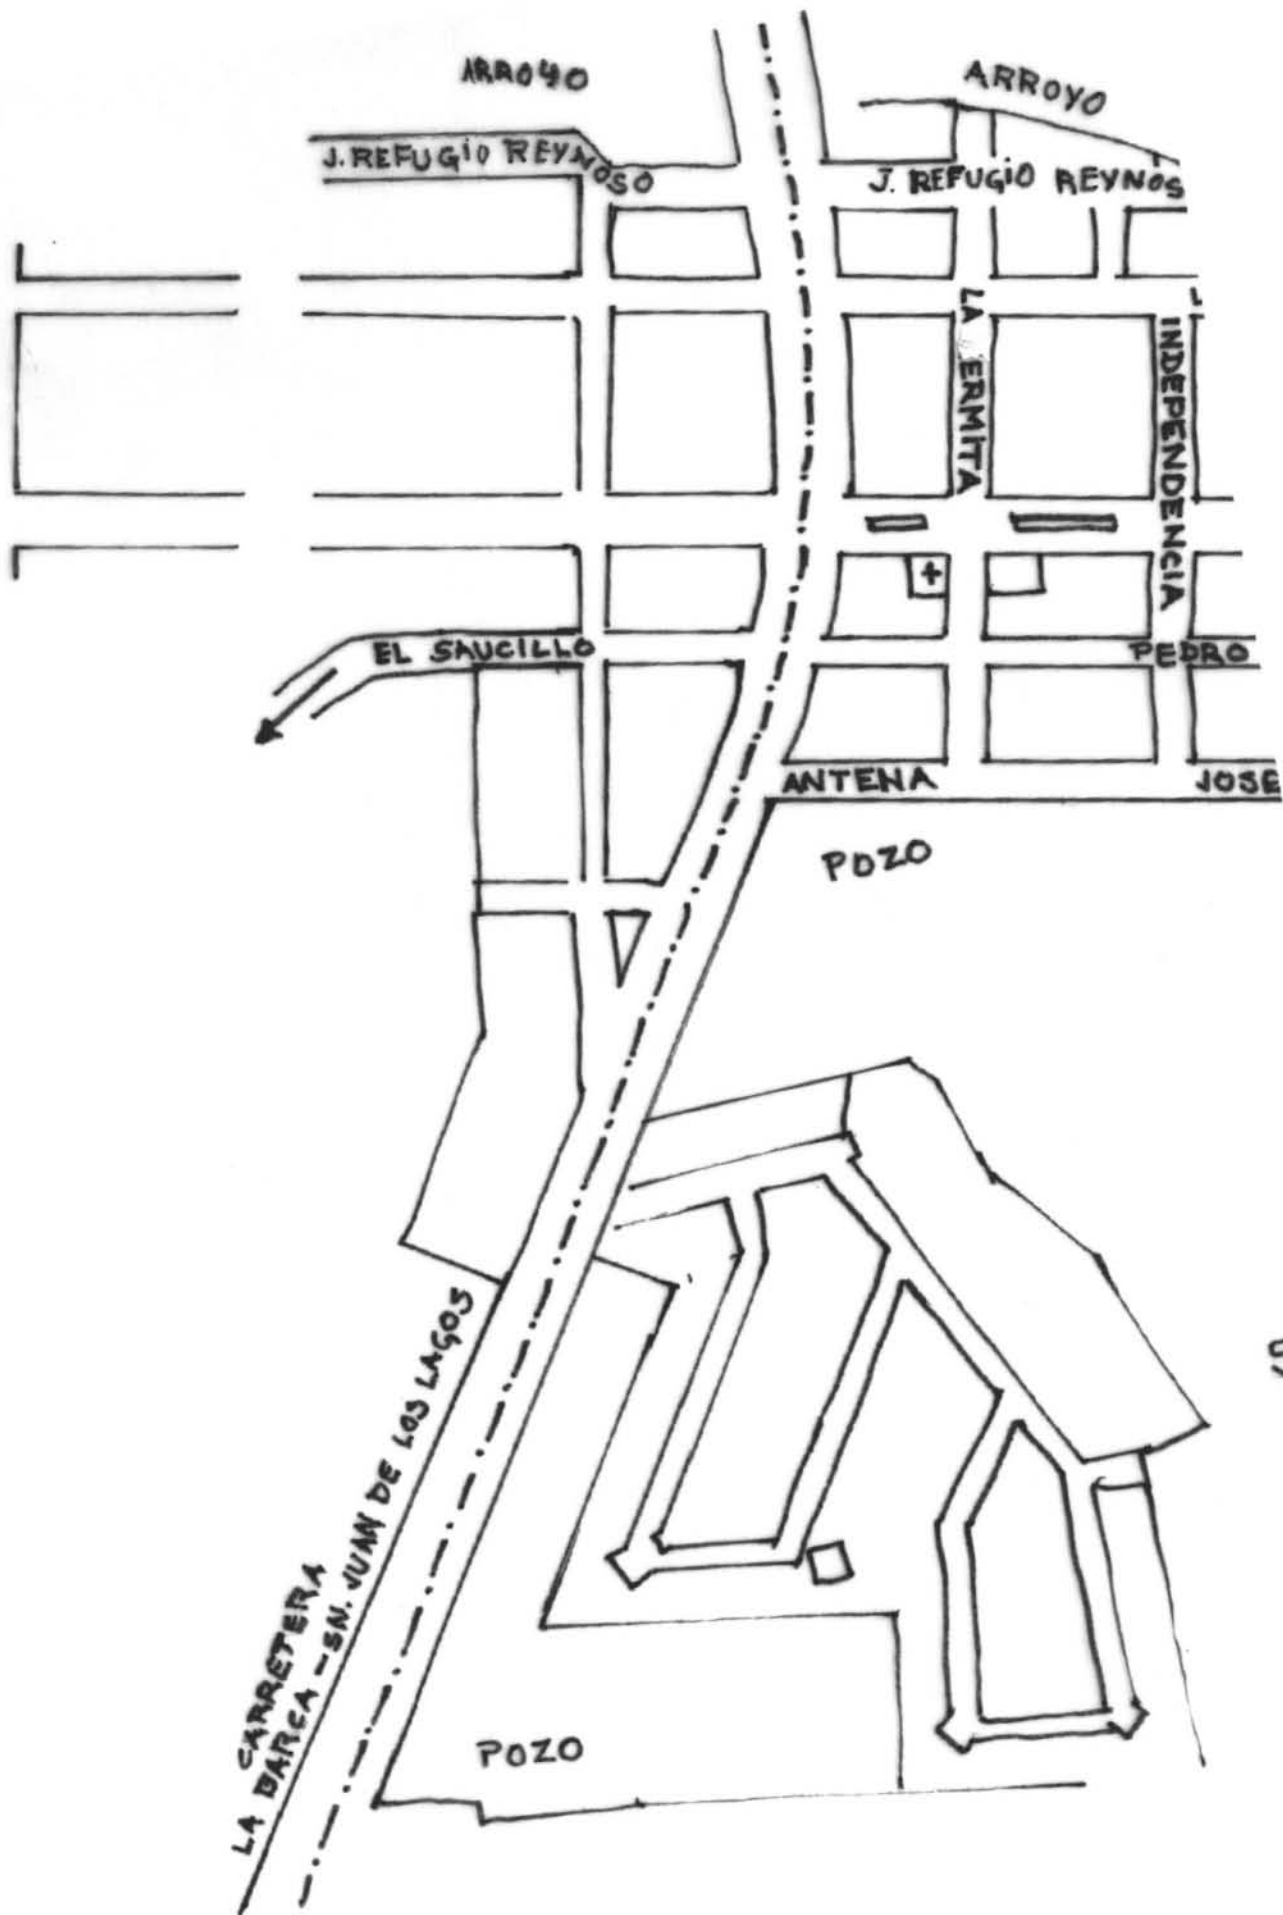 ARROYO
ARROYO
J. REFUGIO REYNOSO
J. REFUGIO REYNOS
LA ERMITA
INDEPENDENCIA
EL SAUCILLO
PEDRO
ANTENA
JOSE
POZO
CARRETERA
LA BARCA - SN. JUAN DE LOS LAGOS
POZO